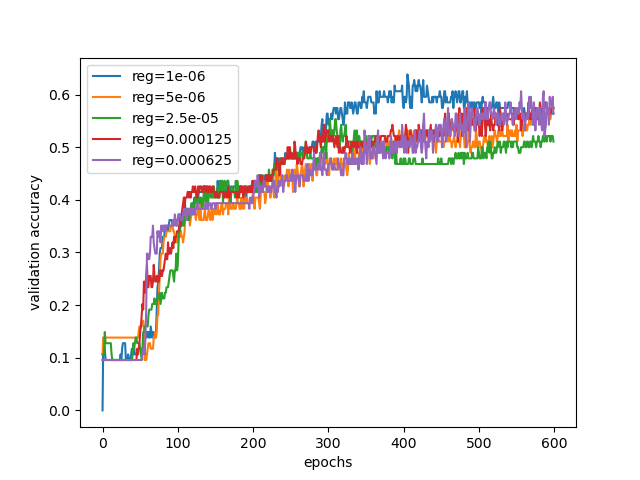 reg=1e-06
reg=5e-06
reg=2.5e-05
reg=0.000125
reg=0.000625
validation accuracy
0.6
0.5
0.4
0.3
0.2
0.1
0.0
0 100 200 300 400 500 600
epochs